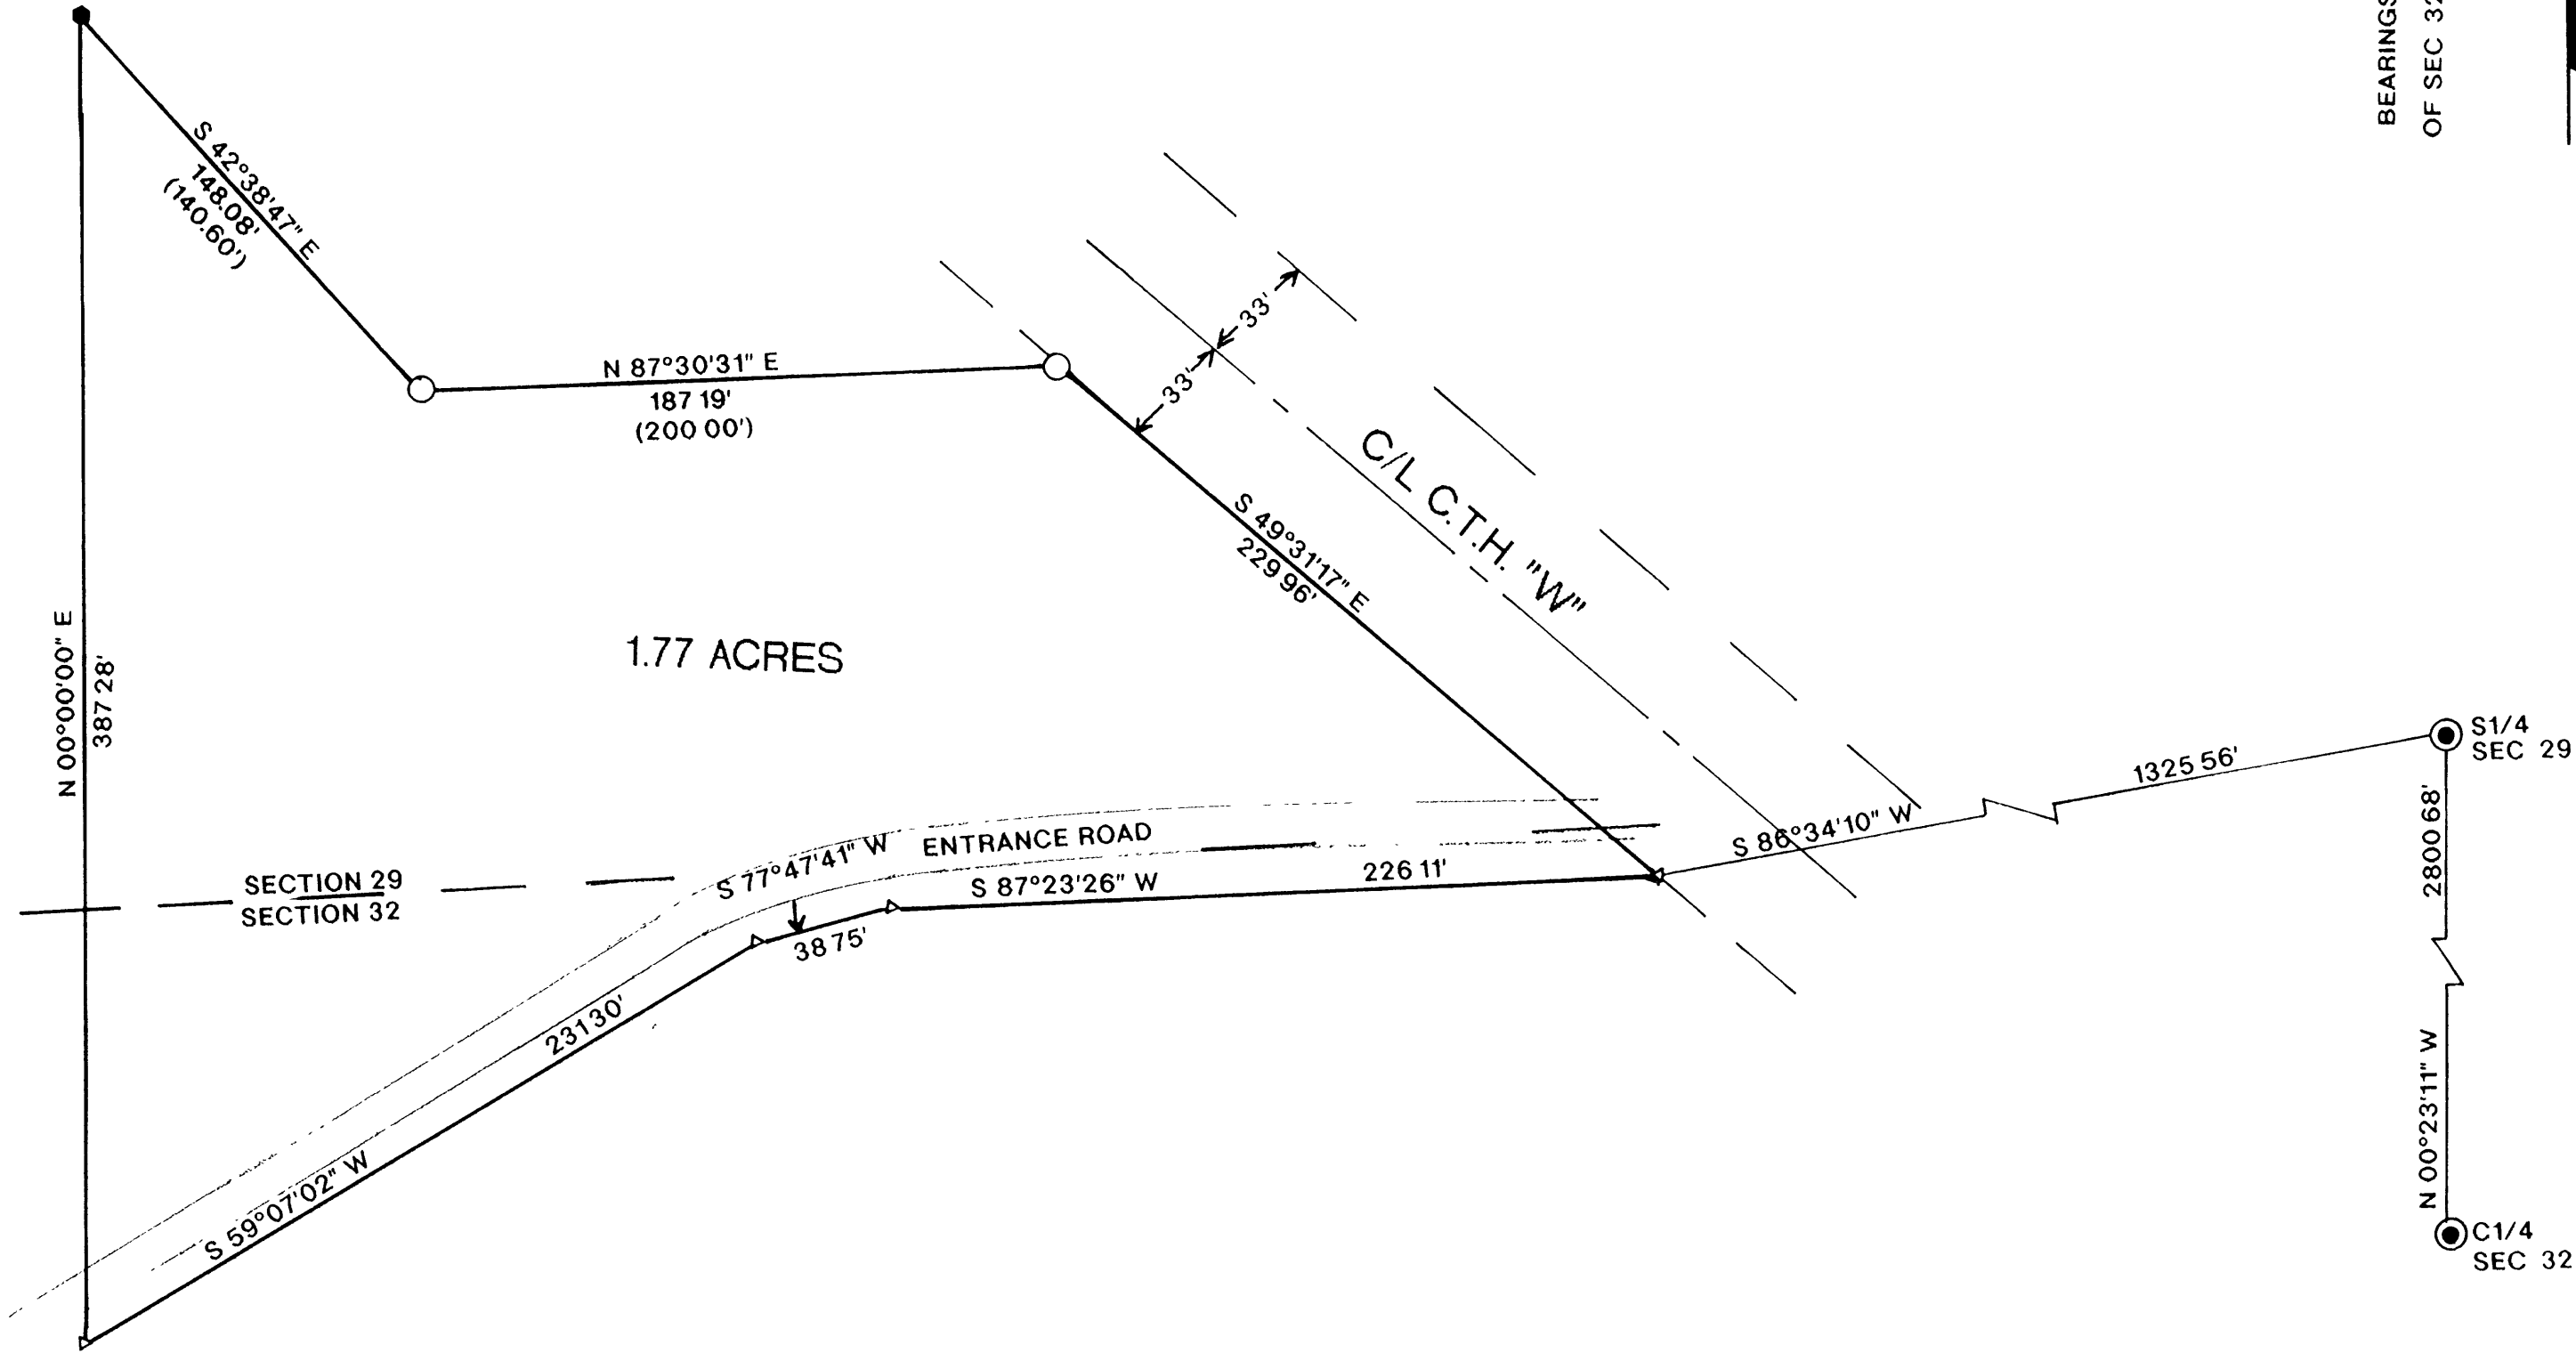 BEARINGS
OF SEC 32
S 42°38'47" E
148.08'
(140.60')
N 87°30'31" E
187 19'
(200 00')
33'
33'
C/L C.T.H. "W"
S 49°31'17" E
229 96'
N 00°00'00" E
387 28'
1.77 ACRES
S1/4
SEC 29
1325 56'
S 86°34'10" W
2800 68'
N 00°23'11" W
C1/4
SEC 32
ENTRANCE ROAD
S 77°47'41" W
38 75'
S 87°23'26" W
226 11'
SECTION 29
SECTION 32
231 30'
S 59°07'02" W